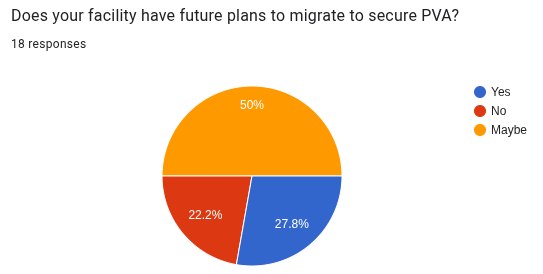 Does your facility have future plans to migrate to secure PVA?
18 responses
50%
22.2%
27.8%
Yes
No
Maybe